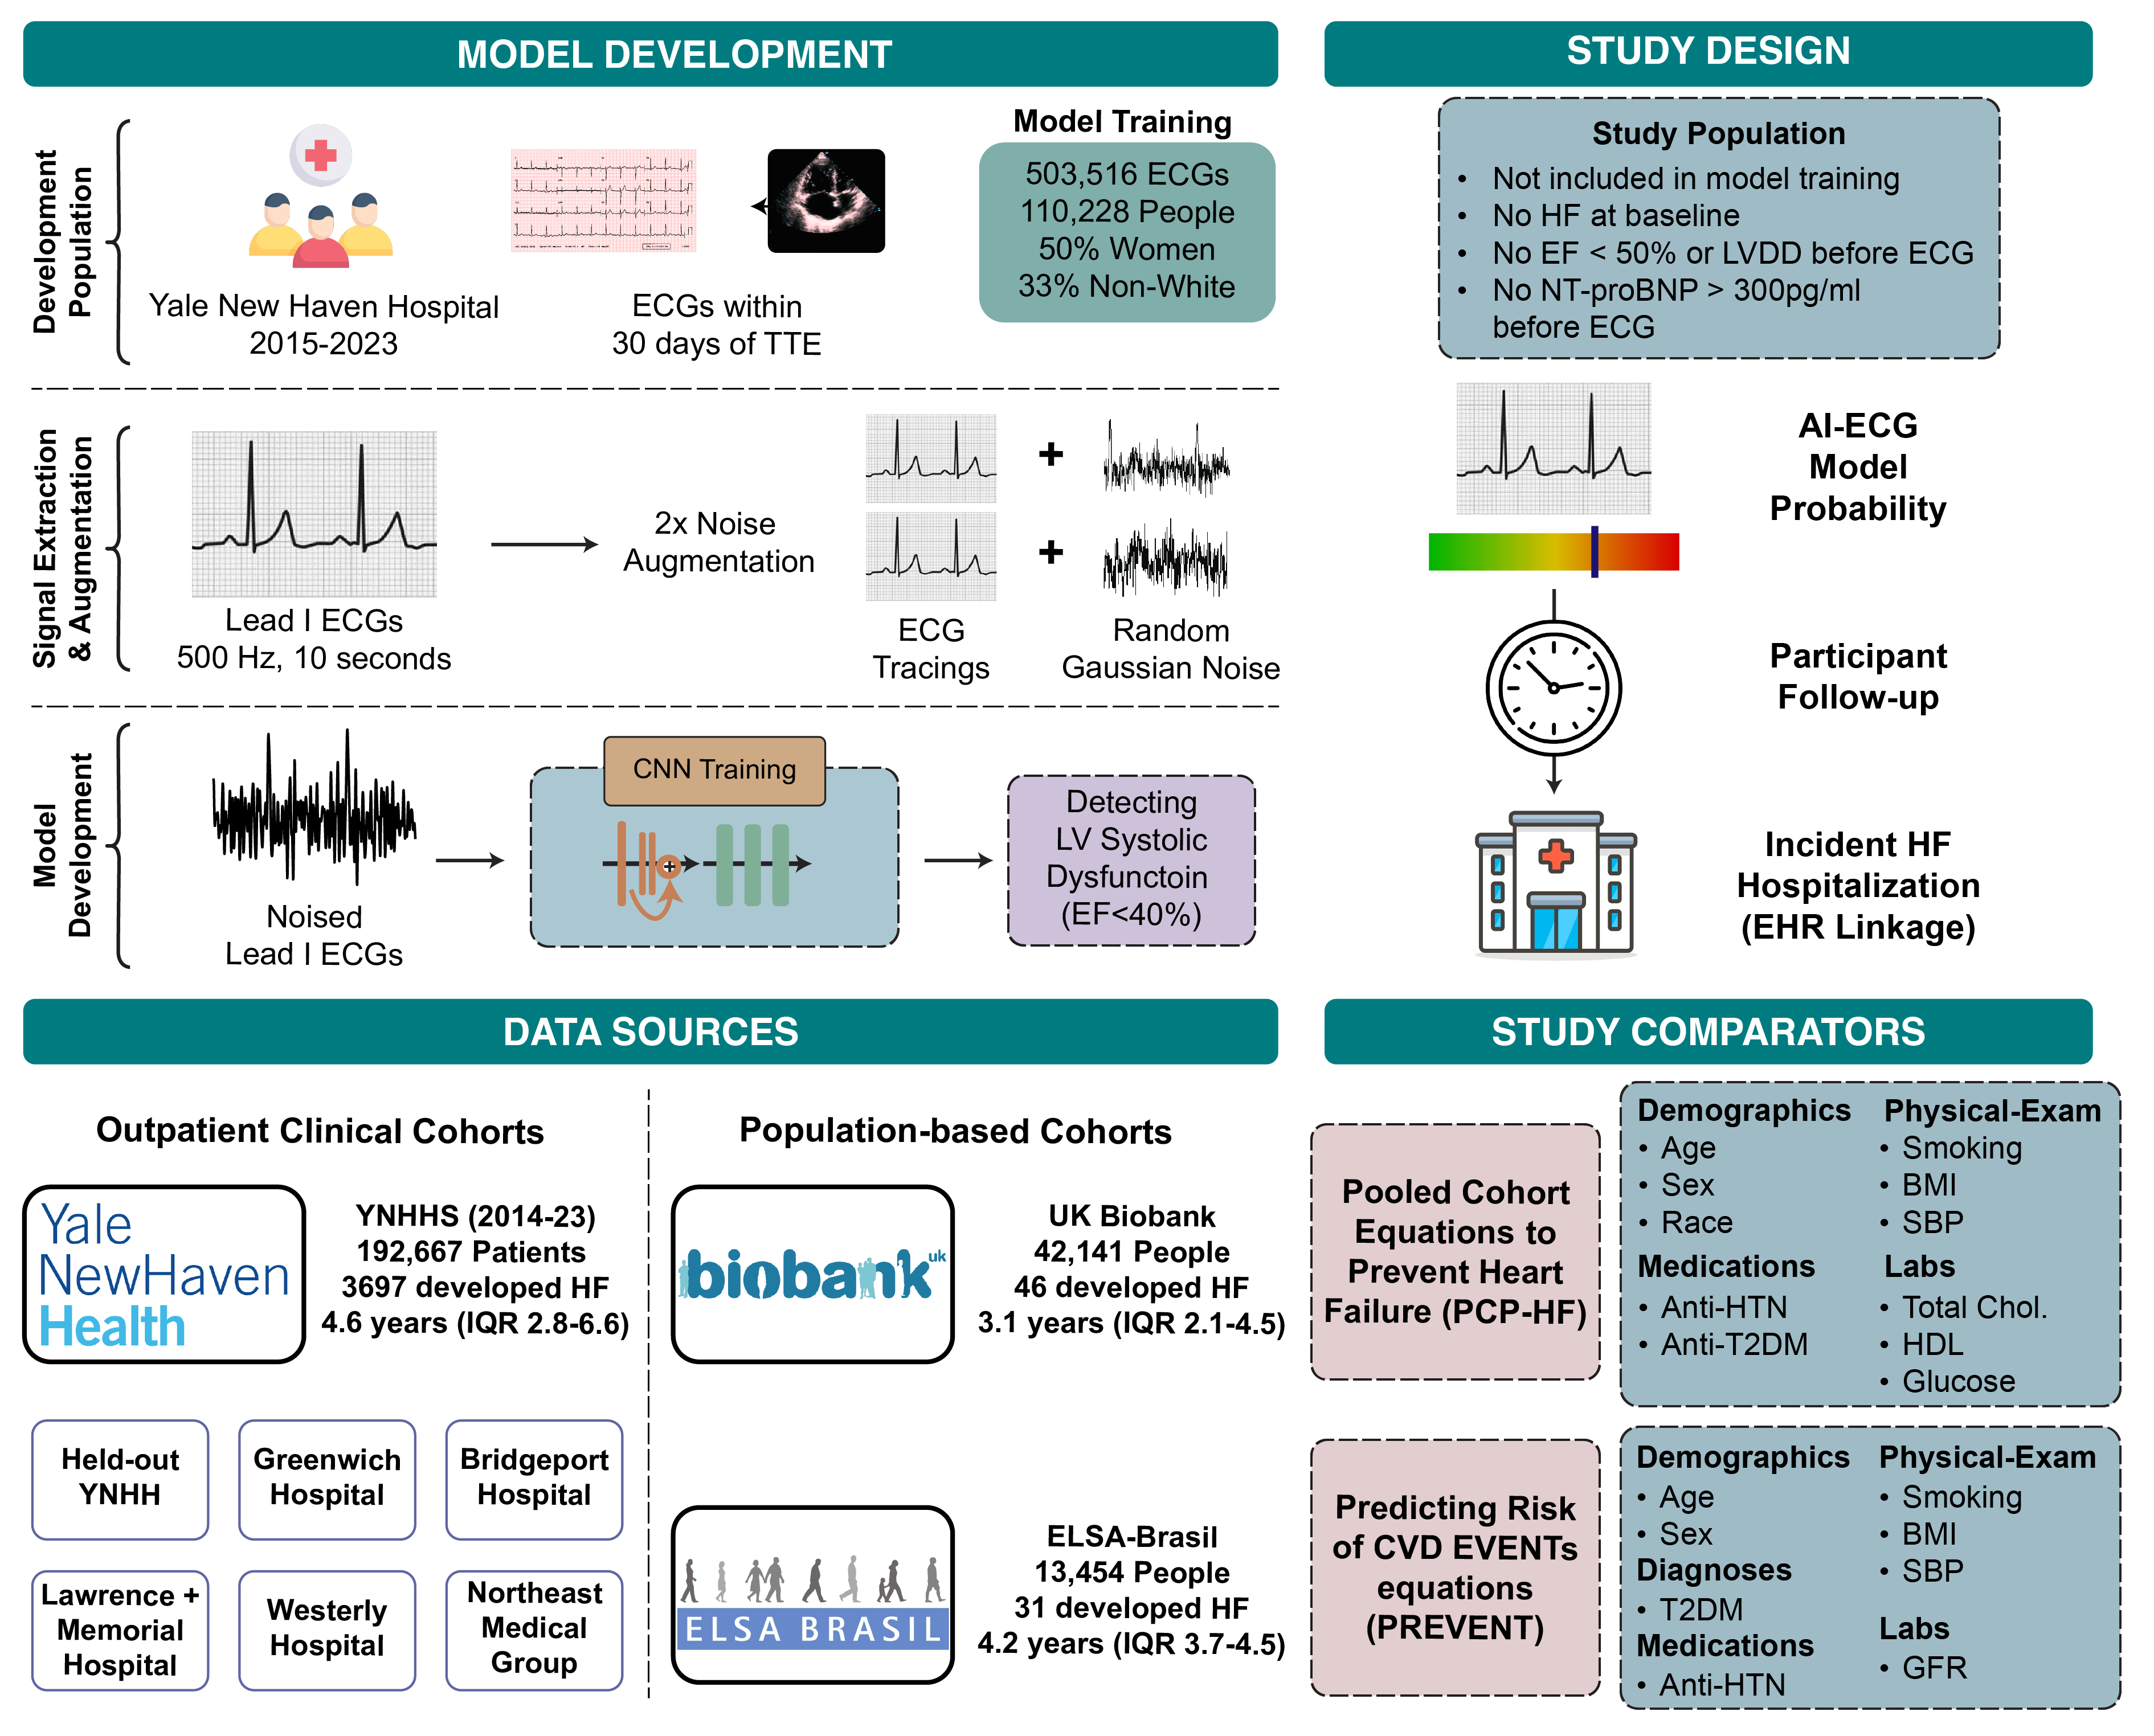 MODEL DEVELOPMENT
Development
Population
Yale New Haven Hospital
2015-2023
ECGs within
30 days of TTE
Model Training
503,516 ECGs
110,228 People
50% Women
33% Non-White
Signal Extraction
& Augmentation
Lead I ECGs
500 Hz, 10 seconds
2x Noise
Augmentation
+
+
ECG
Tracings
Random
Gaussian Noise
Model
Development
Noised
Lead I ECGs
CNN Training
Detecting
LV Systolic
Dysfunctoin
(EF<40%)
STUDY DESIGN
Study Population
• Not included in model training
• No HF at baseline
• No EF < 50% or LVDD before ECG
• No NT-proBNP > 300pg/ml
before ECG
AI-ECG
Model
Probability
Participant
Follow-up
Incident HF
Hospitalization
(EHR Linkage)
DATA SOURCES
Outpatient Clinical Cohorts
Yale
NewHaven
Health
YNHHS (2014-23)
192,667 Patients
3697 developed HF
4.6 years (IQR 2.8-6.6)
Held-out
YNHH
Greenwich
Hospital
Bridgeport
Hospital
Lawrence +
Memorial
Hospital
Westerly
Hospital
Northeast
Medical
Group
Population-based Cohorts
biobank uk
UK Biobank
42,141 People
46 developed HF
3.1 years (IQR 2.1-4.5)
ELSA BRASIL
ELSA-Brasil
13,454 People
31 developed HF
4.2 years (IQR 3.7-4.5)
STUDY COMPARATORS
Pooled Cohort
Equations to
Prevent Heart
Failure (PCP-HF)
Demographics
• Age
• Sex
• Race
Medications
• Anti-HTN
• Anti-T2DM
Physical-Exam
• Smoking
• BMI
• SBP
Labs
• Total Chol.
• HDL
• Glucose
Predicting Risk
of CVD EVENTs
equations
(PREVENT)
Demographics
• Age
• Sex
Diagnoses
• T2DM
Medications
• Anti-HTN
Physical-Exam
• Smoking
• BMI
• SBP
Labs
• GFR